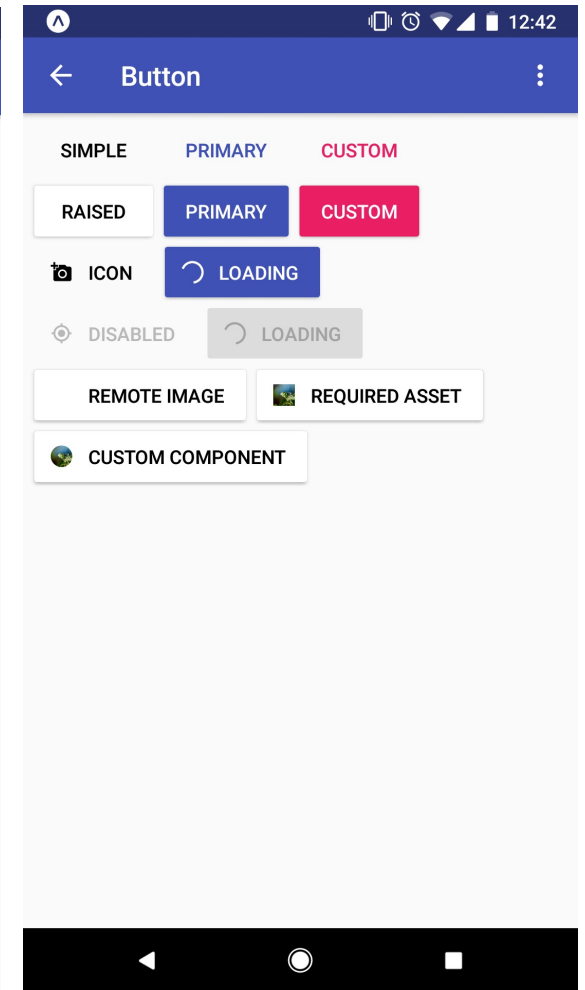 12:42
Button
SIMPLE PRIMARY CUSTOM
RAISED PRIMARY CUSTOM
ICON LOADING
DISABLED LOADING
REMOTE IMAGE REQUIRED ASSET
CUSTOM COMPONENT